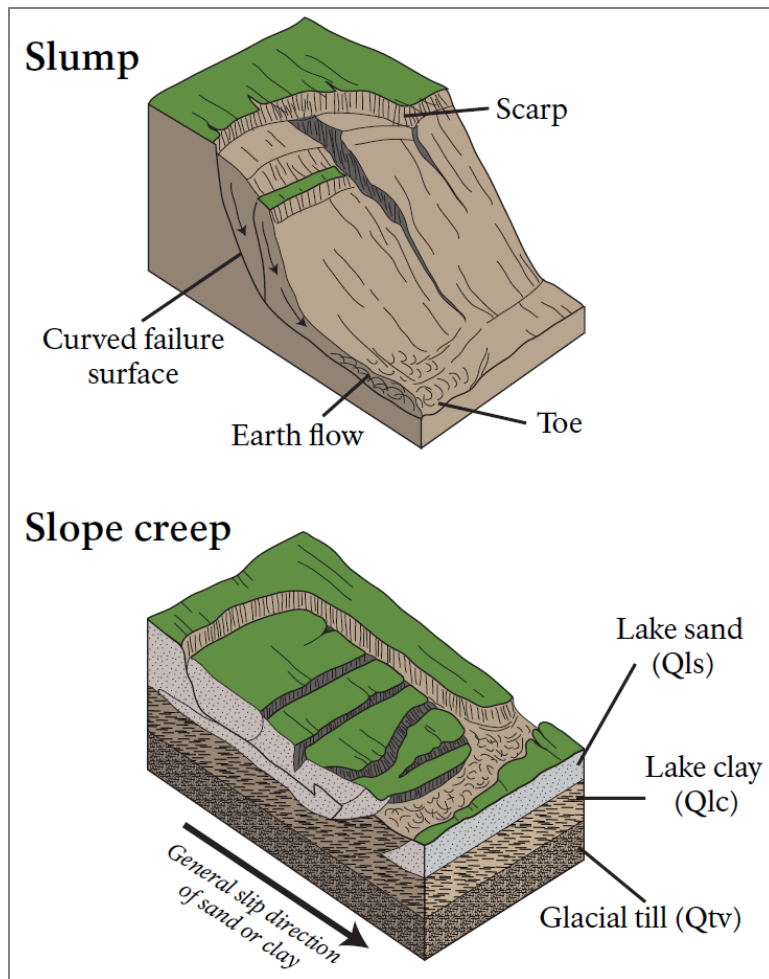 Slump
Scarp
Curved failure
surface
Earth flow
Toe
Slope creep
Lake sand
(Qls)
Lake clay
(Qlc)
General slip direction
of sand or clay
Glacial till (Qtv)